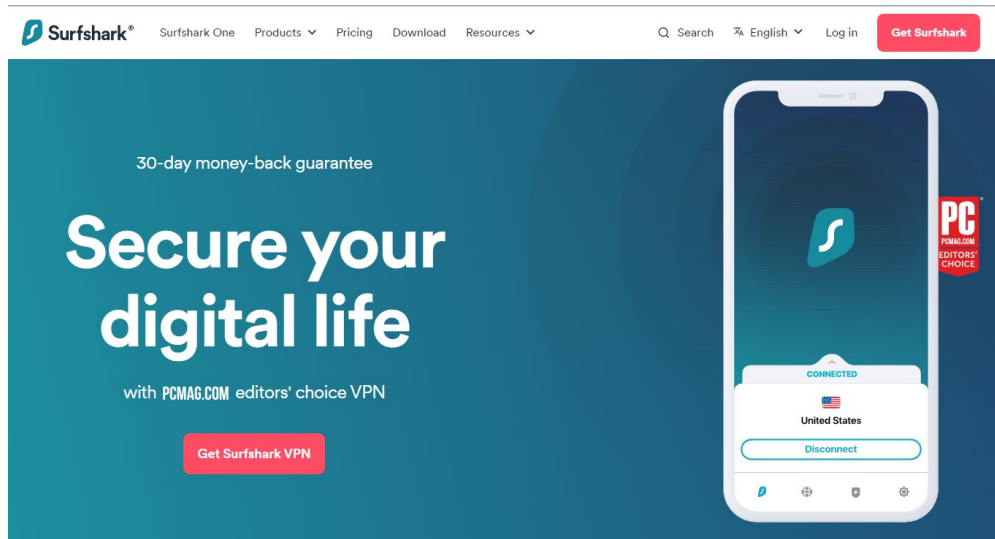 Surfshark®
Surfshark One Products Pricing Download Resources Search English Log in Get Surfshark
30-day money-back guarantee
Secure your
digital life
with PCMAG.COM editors' choice VPN
Get Surfshark VPN
PC
PCMAG.COM
EDITORS'
CHOICE
CONNECTED
United States
Disconnect